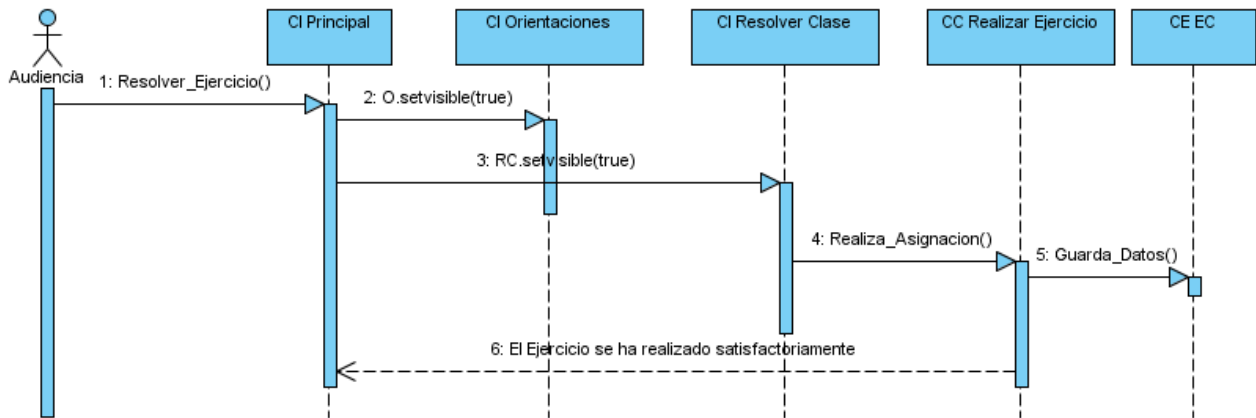 CI Principal
CI Orientaciones
CI Resolver Clase
CC Realizar Ejercicio
CE EC
Audiencia
1: Resolver_Ejercicio()
2: O.setvisible(true)
3: RC.setvisible(true)
4: Realiza_Asignacion()
5: Guarda_Datos()
6: El Ejercicio se ha realizado satisfactoriamente